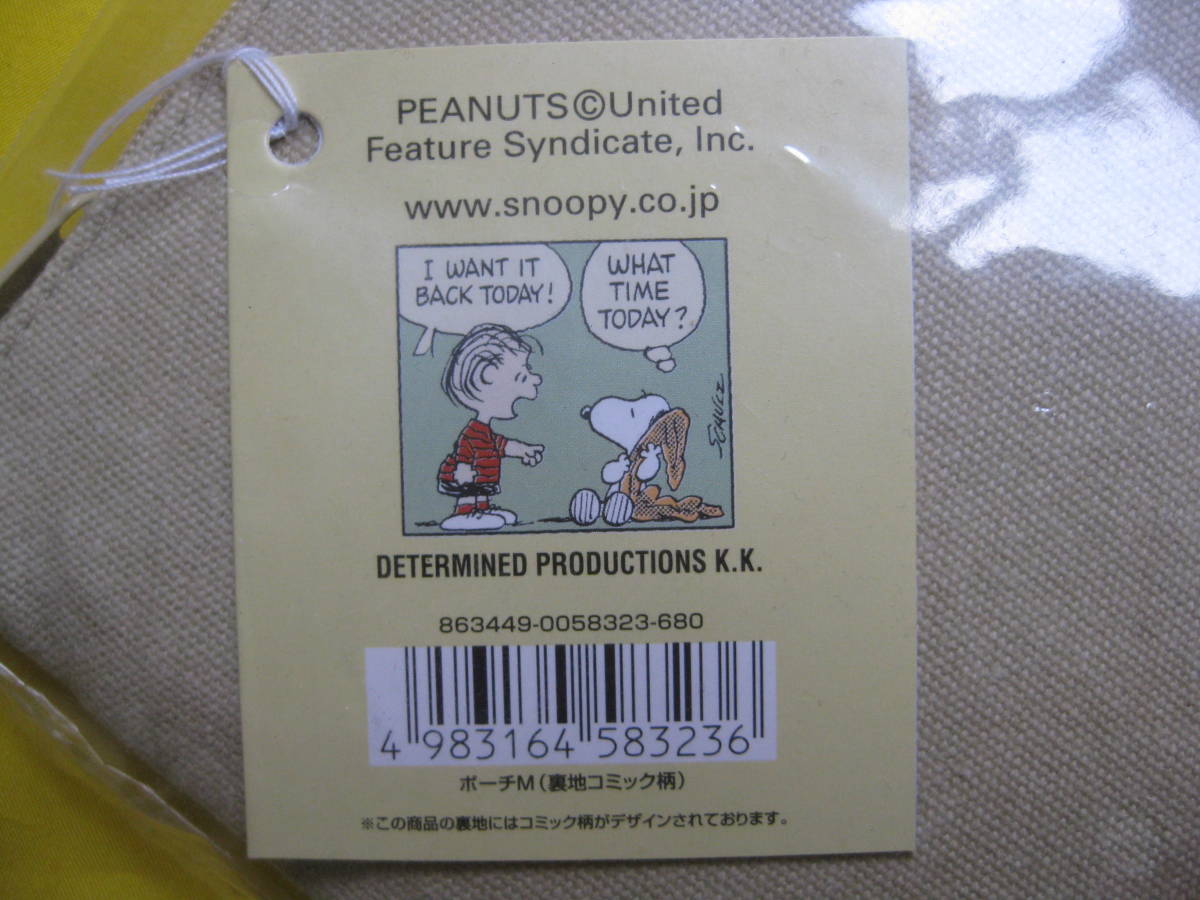 PEANUTS©United
Feature Syndicate, Inc.
www.snoopy.co.jp
I WANT IT
BACK TODAY!
WHAT
TIME
TODAY?
SCHULZ
DETERMINED PRODUCTIONS K.K.
863449-0058323-680
4 983164 583236
ポーチM(裏地コミック柄)
※この商品の裏地にはコミック柄がデザインされております。